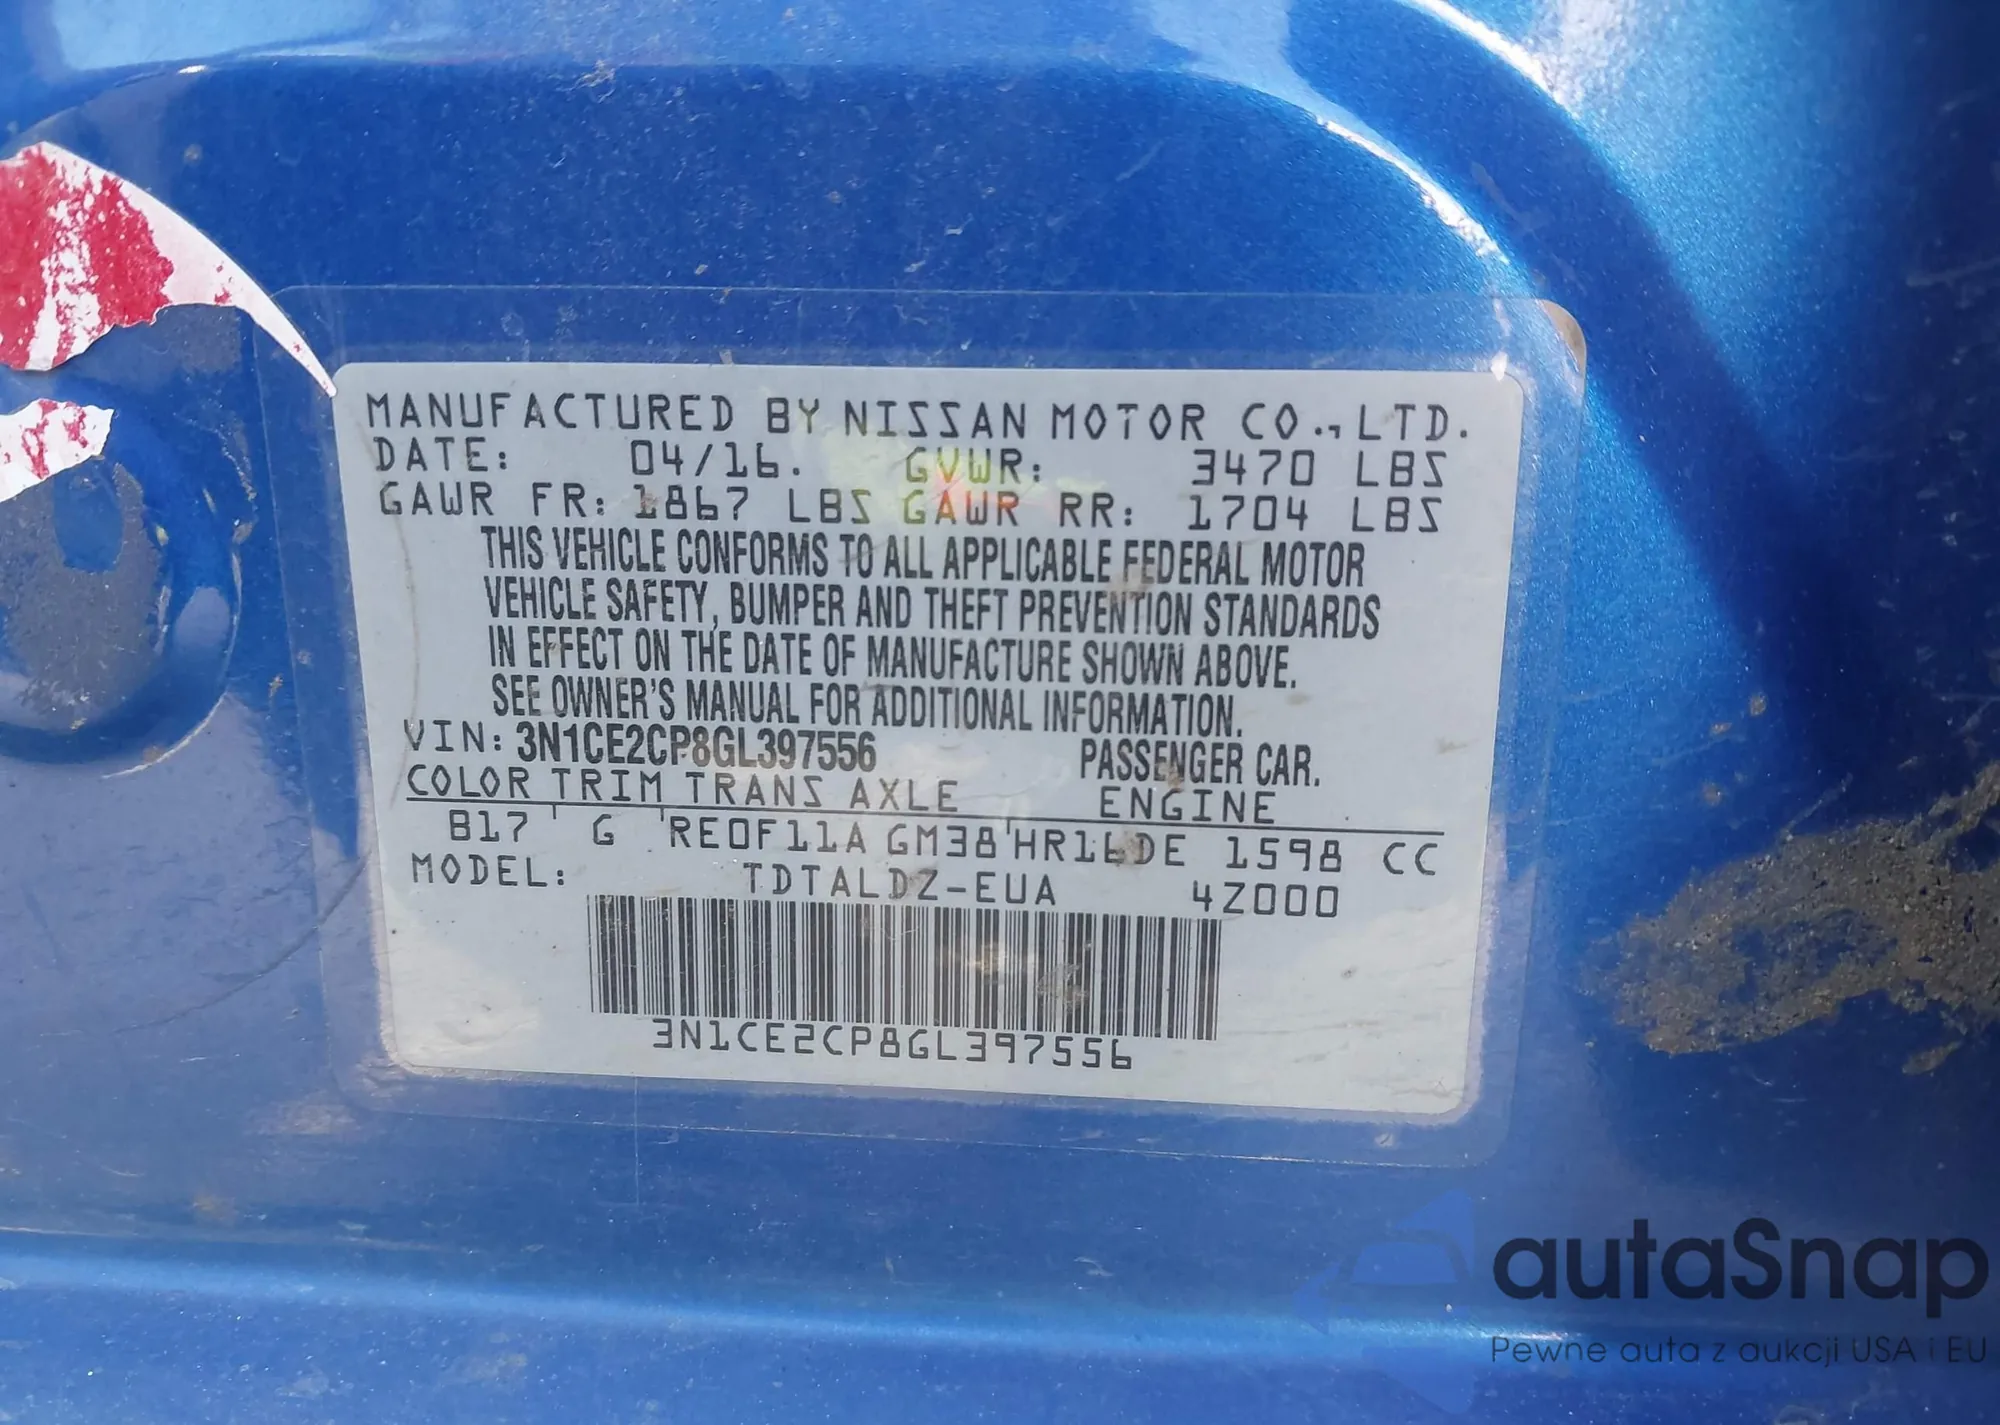 MANUFACTURED BY NISSAN MOTOR CO., LTD.
DATE: 04/16. GVWR: 3470 LBS
GAWR FR: 1867 LBS GAWR RR: 1704 LBS
THIS VEHICLE CONFORMS TO ALL APPLICABLE FEDERAL MOTOR
VEHICLE SAFETY, BUMPER AND THEFT PREVENTION STANDARDS
IN EFFECT ON THE DATE OF MANUFACTURE SHOWN ABOVE.
SEE OWNER'S MANUAL FOR ADDITIONAL INFORMATION.
VIN: 3N1CE2CP8GL397556 PASSENGER CAR.
COLOR TRIM TRANS AXLE ENGINE
B17 G RE0F11A GM38 HR16DE 1598 CC
MODEL: TDTALDZ-EUA 4Z000
3N1CE2CP8GL397556
autaSnap
Pewne auta z aukcji USA i EU